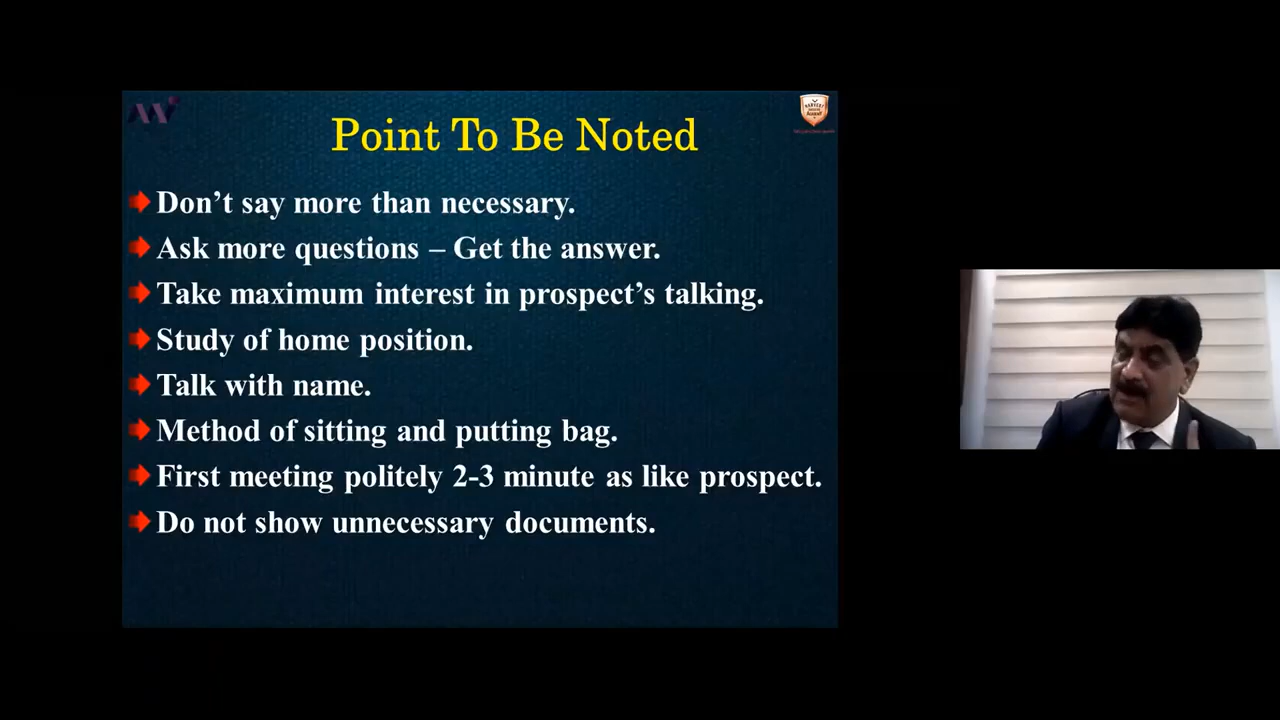 Point To Be Noted
Don’t say more than necessary.
Ask more questions – Get the answer.
Take maximum interest in prospect’s talking.
Study of home position.
Talk with name.
Method of sitting and putting bag.
First meeting politely 2-3 minute as like prospect.
Do not show unnecessary documents.